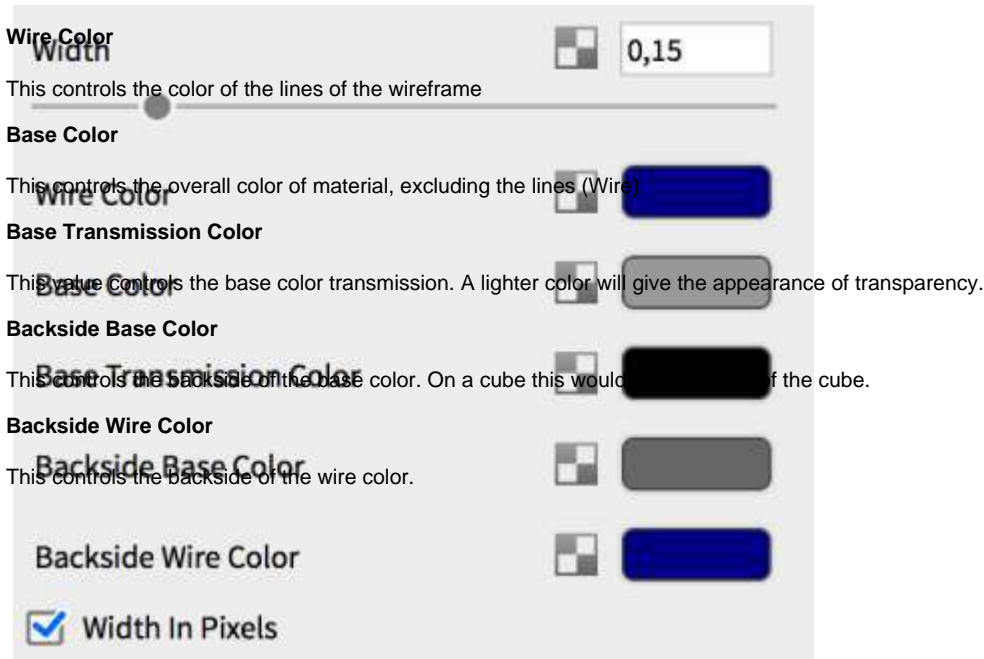 Wire Color
Width
0,15
This controls the color of the lines of the wireframe
Base Color
This controls the overall color of material, excluding the lines (Wire)
Wire Color
Base Transmission Color
This value controls the base color transmission. A lighter color will give the appearance of transparency.
Base Color
Backside Base Color
This controls the backside of the base color. On a cube this would f the cube.
Base Transmission Color
Backside Wire Color
This controls the backside of the wire color.
Backside Base Color
Backside Wire Color
Width In Pixels